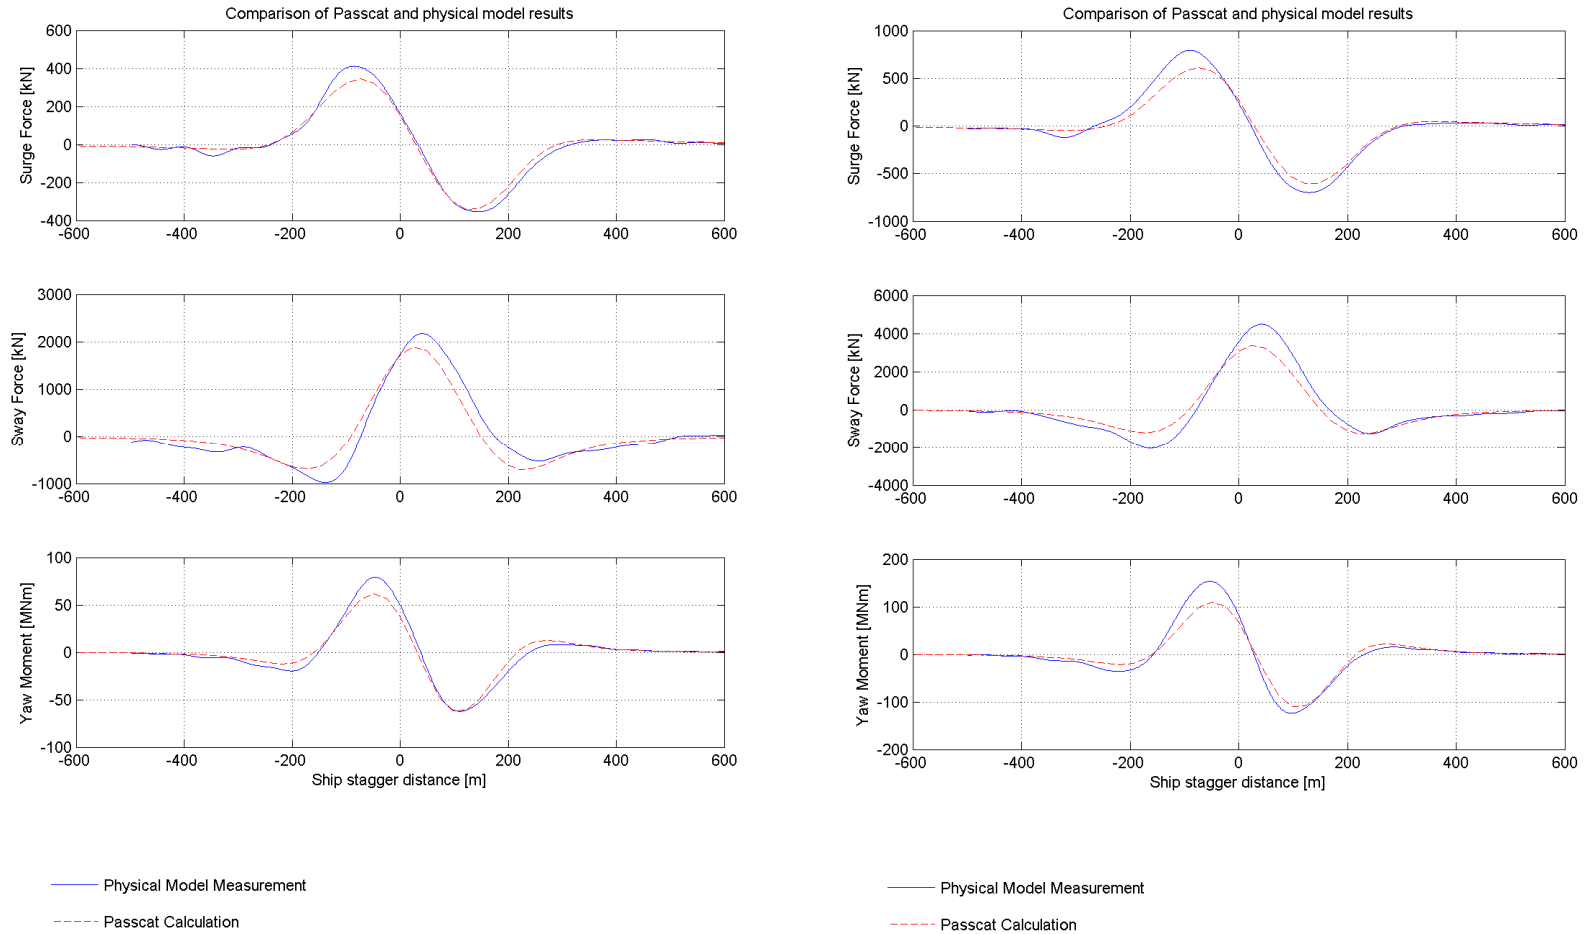 Comparison of Passcat and physical model results
600
400
200
0
-200
-400
Surge Force [kN]
-600 -400 -200 0 200 400 600
3000
2000
1000
0
-1000
Sway Force [kN]
-600 -400 -200 0 200 400 600
100
50
0
-50
-100
Yaw Moment [MNm]
-600 -400 -200 0 200 400 600
Ship stagger distance [m]
Physical Model Measurement
Passcat Calculation
Comparison of Passcat and physical model results
1000
500
0
-500
-1000
Surge Force [kN]
-600 -400 -200 0 200 400 600
6000
4000
2000
0
-2000
-4000
Sway Force [kN]
-600 -400 -200 0 200 400 600
200
100
0
-100
-200
Yaw Moment [MNm]
-600 -400 -200 0 200 400 600
Ship stagger distance [m]
Physical Model Measurement
Passcat Calculation